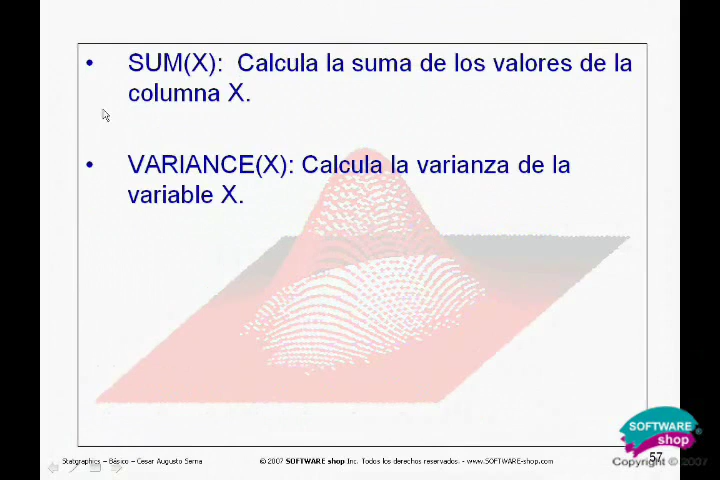 • SUM(X): Calcula la suma de los valores de la
columna X.
• VARIANCE(X): Calcula la varianza de la
variable X.
SOFTWARE
shop
®
57
Copyright © 2007
Statgraphics – Básico – Cesar Augusto Serna
© 2007 SOFTWARE shop Inc. Todos los derechos reservados. - www.SOFTWARE-shop.com